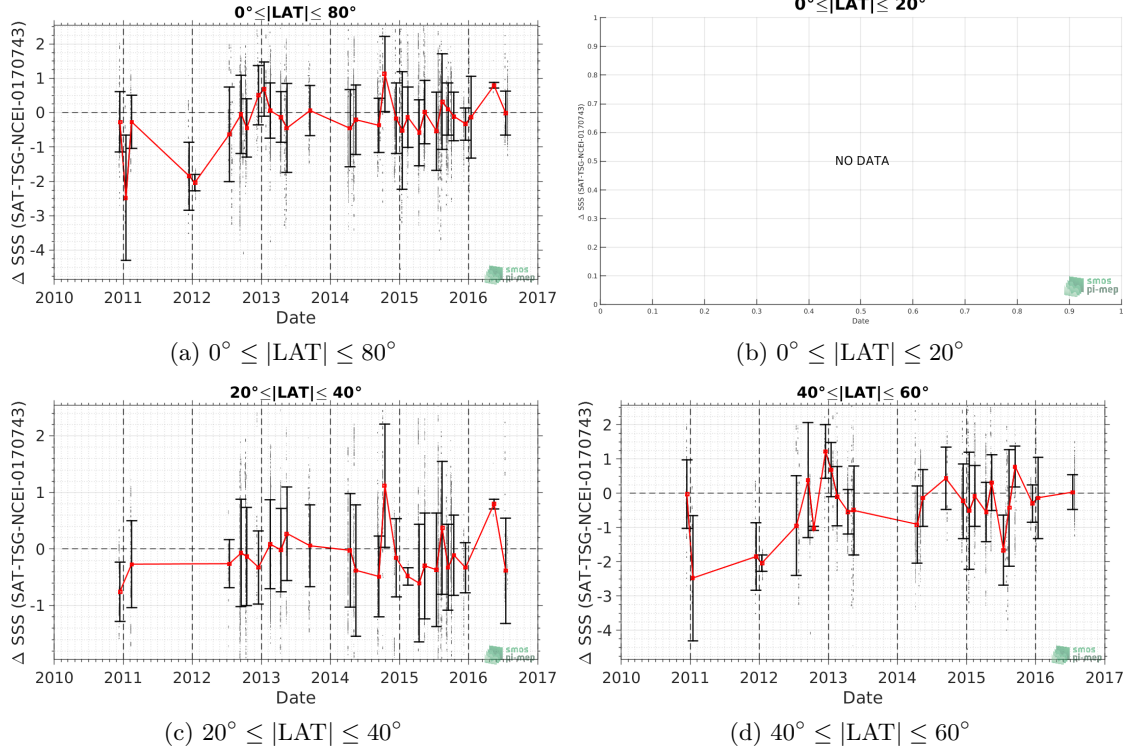 0°≤|LAT|≤ 80°
Δ SSS (SAT-TSG-NCEI-0170743)
2
1
0
-1
-2
-3
-4
2010 2011 2012 2013 2014 2015 2016 2017
Date
smos
pi-mep
(a) 0° ≤ |LAT| ≤ 80°
0°≤|LAT|≤ 20°
Δ SSS (SAT-TSG-NCEI-0170743)
1
0.9
0.8
0.7
0.6
0.5
0.4
0.3
0.2
0.1
0
NO DATA
0 0.1 0.2 0.3 0.4 0.5 0.6 0.7 0.8 0.9 1
Date
smos
pi-mep
(b) 0° ≤ |LAT| ≤ 20°
20°≤|LAT|≤ 40°
Δ SSS (SAT-TSG-NCEI-0170743)
2
1
0
-1
2010 2011 2012 2013 2014 2015 2016 2017
Date
smos
pi-mep
(c) 20° ≤ |LAT| ≤ 40°
40°≤|LAT|≤ 60°
Δ SSS (SAT-TSG-NCEI-0170743)
2
1
0
-1
-2
-3
-4
2010 2011 2012 2013 2014 2015 2016 2017
Date
smos
pi-mep
(d) 40° ≤ |LAT| ≤ 60°